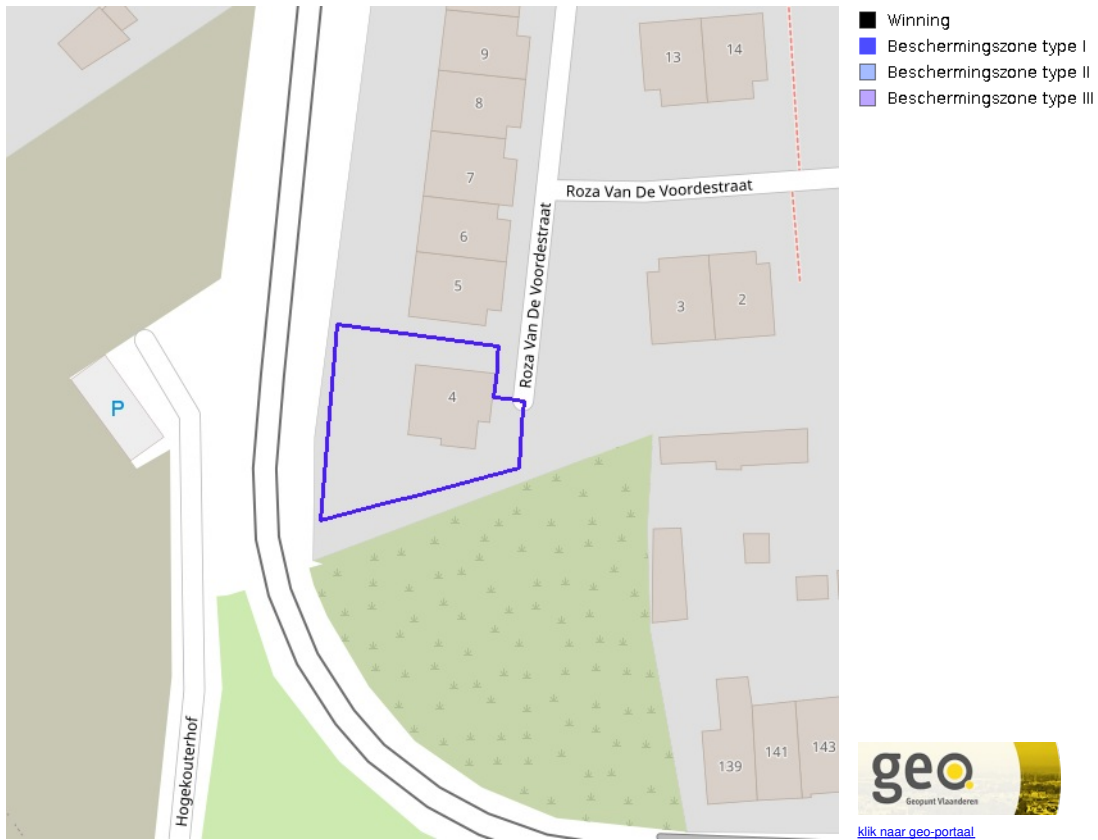 Winning
Beschermingszone type I
Beschermingszone type II
Beschermingszone type III
9
8
7
6
5
4
13
14
Roza Van De Voordestraat
Roza Van De Voordestraat
3
2
P
Hogekouterhof
139
141
143
geo
Geopunt Vlaanderen
klik naar geo-portaal